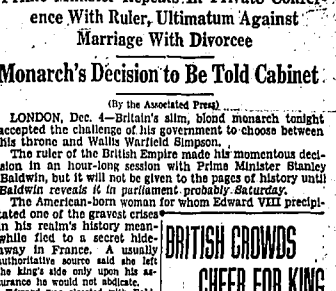 Prime Minister Repeats in Private Confer-
ence With Ruler, Ultimatum Against
Marriage With Divorcee
Monarch's Decision to Be Told Cabinet
(By the Associated Press)
LONDON, Dec. 4—Britain's slim, blond monarch tonight
accepted the challenge of his government to choose between
his throne and Wallis Warfield Simpson.
The ruler of the British Empire made his momentous deci-
sion in an hour-long session with Prime Minister Stanley
Baldwin, but it will not be given to the pages of history until
Baldwin reveals it in parliament probably Saturday.
The American-born woman for whom Edward VIII precipi-
tated one of the gravest crises
in his realm's history mean-
while fled to a secret hide-
away in France. A usually
authoritative source said she left
the king's side only upon his as-
surance he would not abdicate.
BRITISH CROWDS
CHEER FOR KING